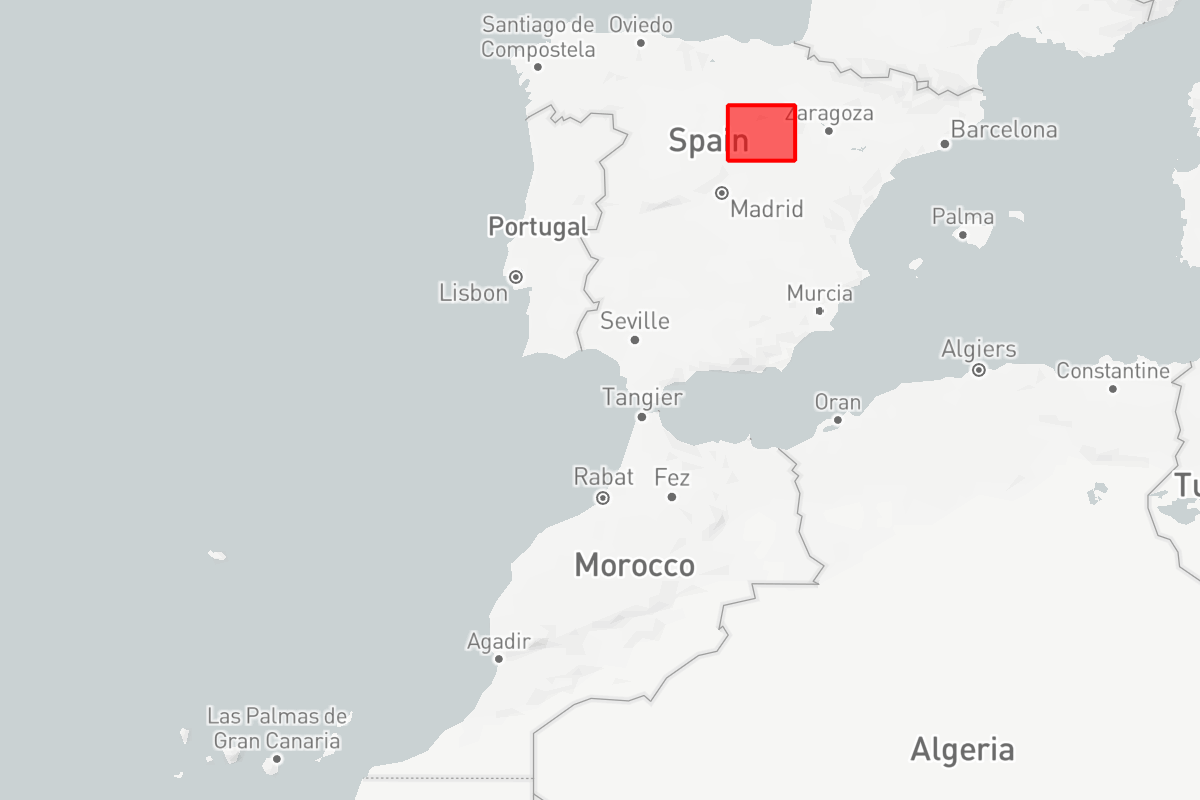 Santiago de
Compostela
Oviedo
Zaragoza
Barcelona
Spain
Madrid
Palma
Portugal
Lisbon
Murcia
Seville
Algiers
Constantine
Tangier
Oran
Rabat
Fez
Tu
Morocco
Agadir
Las Palmas de
Gran Canaria
Algeria